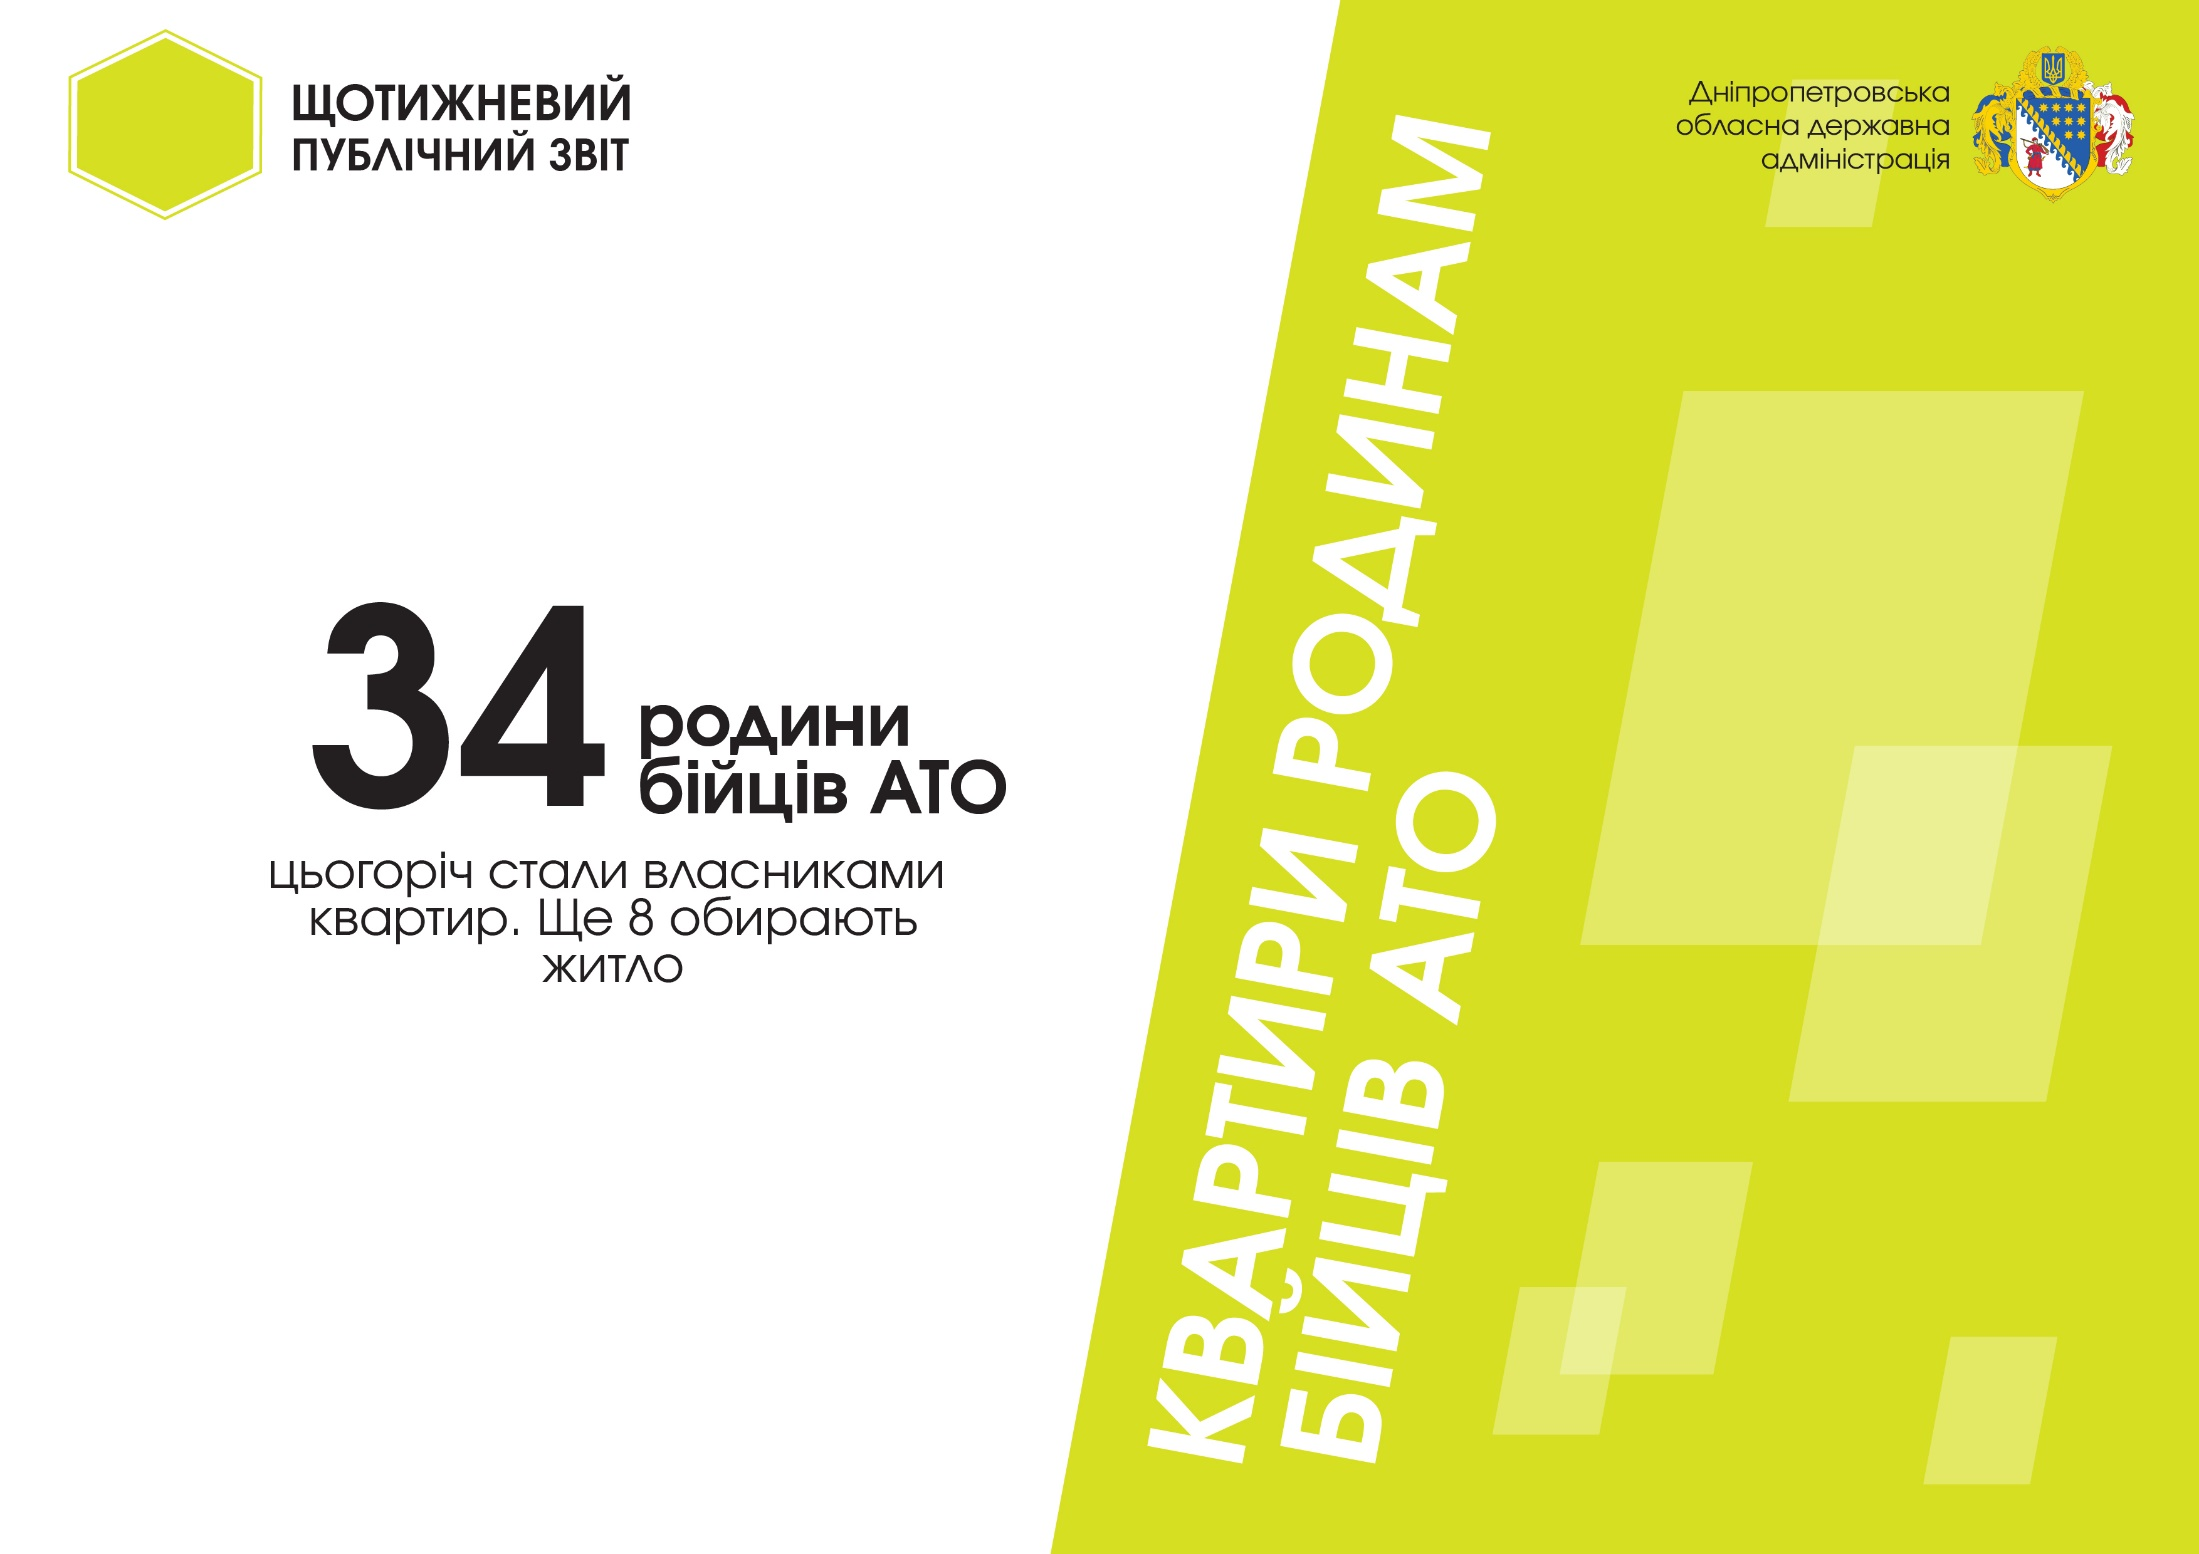 ЩОТИЖНЕВИЙ
ПУБЛІЧНИЙ ЗВІТ
Дніпропетровська
обласна державна
адміністрація
34 родини
бійців АТО
цьогоріч стали власниками
квартир. Ще 8 обирають
житло
КВАРТИРИ РОДИНАМ
БІЙЦІВ АТО